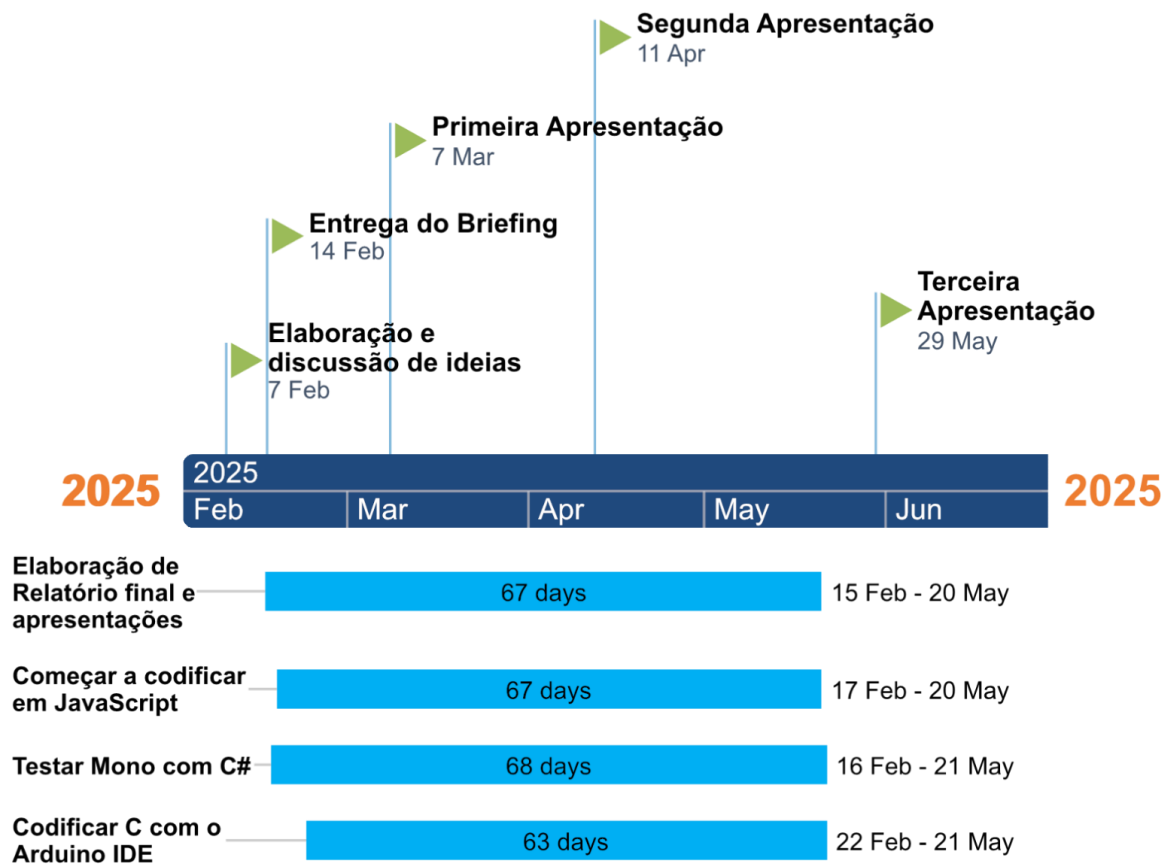 Segunda Apresentação
11 Apr
Primeira Apresentação
7 Mar
Entrega do Briefing
14 Feb
Terceira
Apresentação
29 May
Elaboração e
discussão de ideias
7 Feb
2025
2025
2025
Feb
Mar
Apr
May
Jun
Elaboração de
Relatório final e
apresentações
67 days
15 Feb - 20 May
Começar a codificar
em JavaScript
67 days
17 Feb - 20 May
Testar Mono com C#
68 days
16 Feb - 21 May
Codificar C com o
Arduino IDE
63 days
22 Feb - 21 May